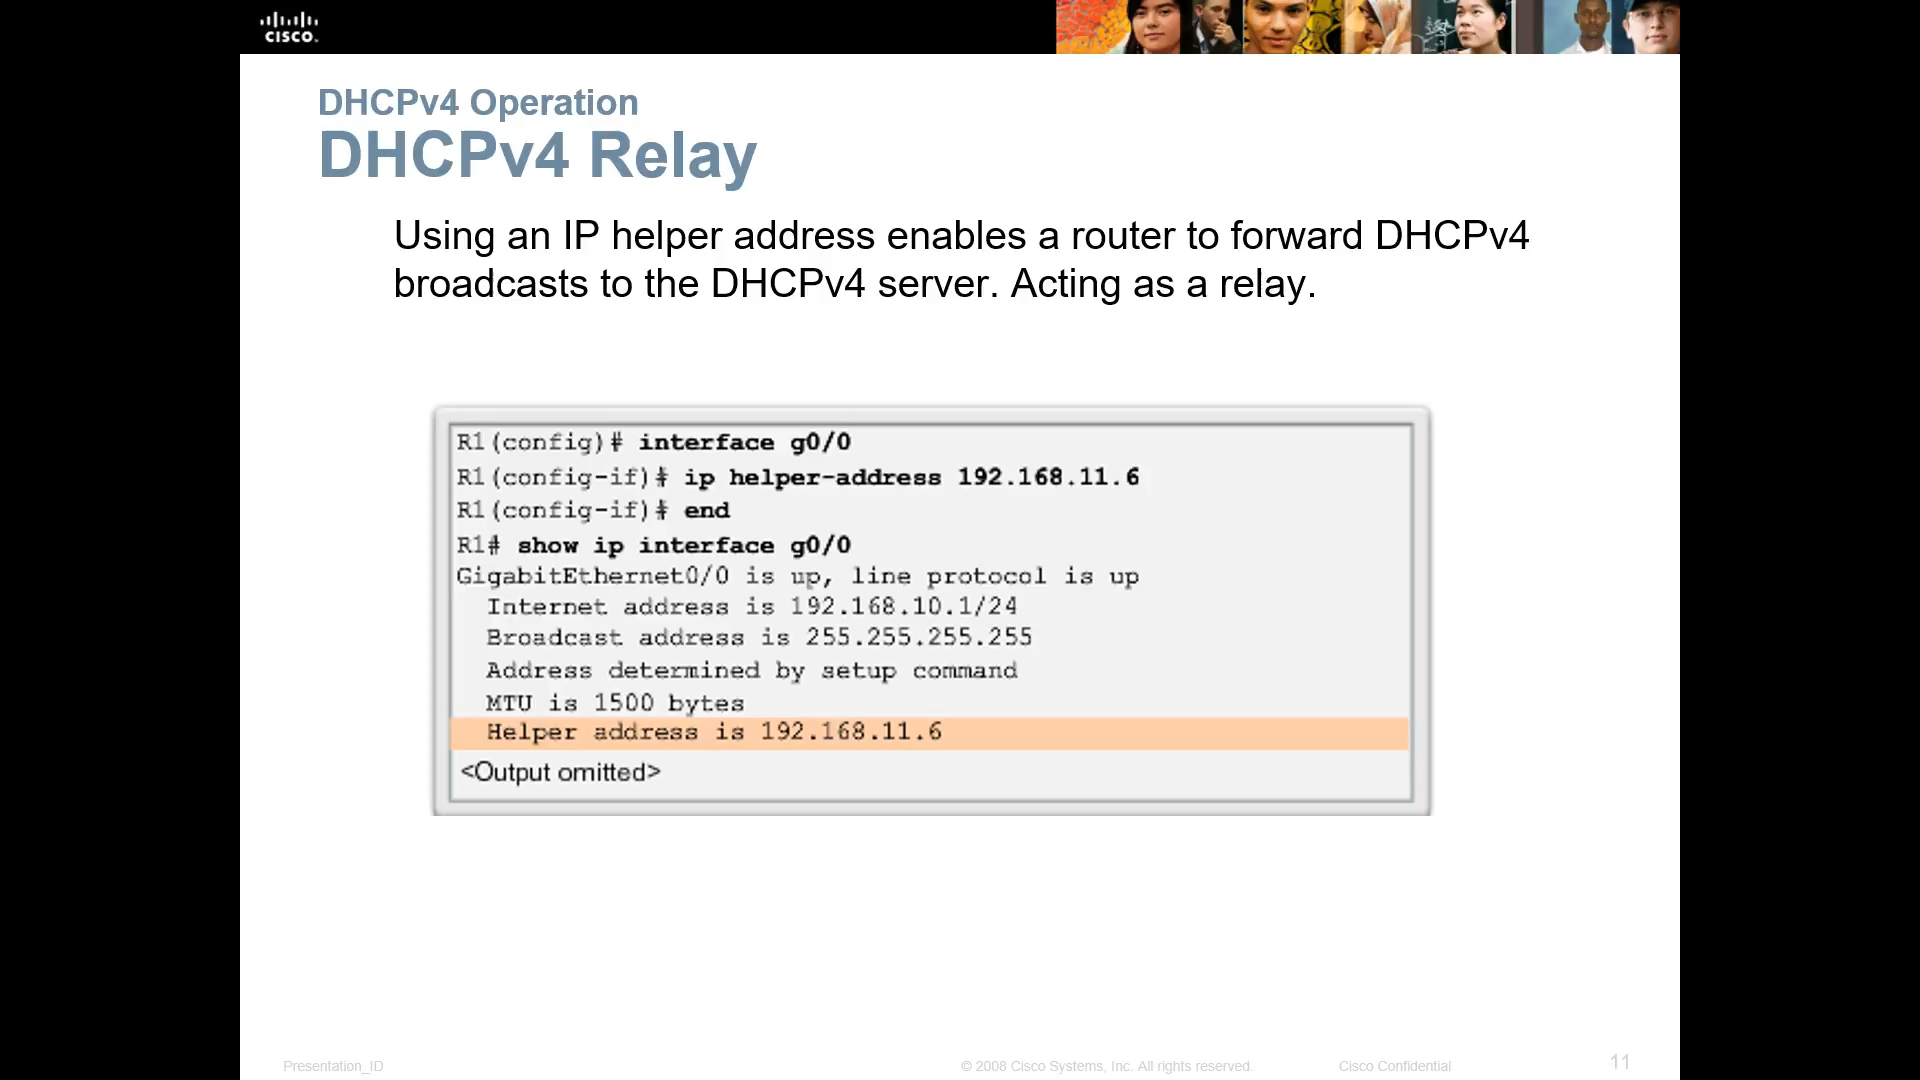 CISCO.
DHCPv4 Operation
DHCPv4 Relay
Using an IP helper address enables a router to forward DHCPv4
broadcasts to the DHCPv4 server. Acting as a relay.
R1(config)# interface g0/0
R1(config-if)# ip helper-address 192.168.11.6
R1(config-if)# end
R1# show ip interface g0/0
GigabitEthernet0/0 is up, line protocol is up
Internet address is 192.168.10.1/24
Broadcast address is 255.255.255.255
Address determined by setup command
MTU is 1500 bytes
Helper address is 192.168.11.6
<Output omitted>
Presentation_ID
© 2008 Cisco Systems, Inc. All rights reserved.
Cisco Confidential
11